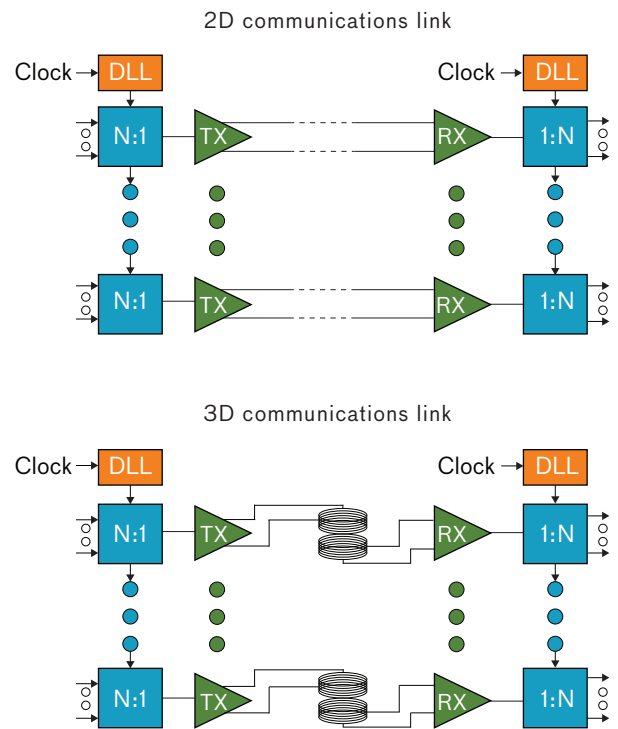 2D communications link
Clock DLL Clock DLL
N:1 TX RX 1:N
N:1 TX RX 1:N
3D communications link
Clock DLL Clock DLL
N:1 TX RX 1:N
N:1 TX RX 1:N